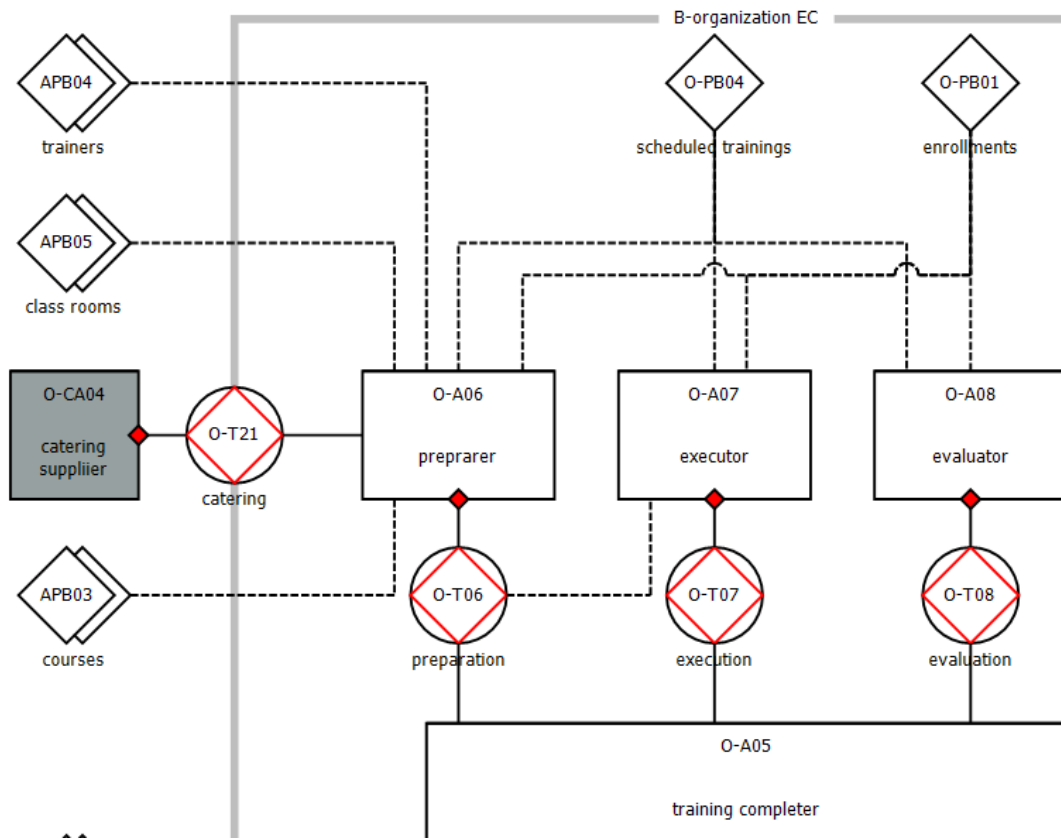 B-organization EC
APB04
O-PB04
O-PB01
trainers
scheduled trainings
enrollments
APB05
class rooms
O-CA04
O-A06
O-A07
O-A08
catering
suppliier
O-T21
preprarer
executor
evaluator
catering
APB03
O-T06
O-T07
O-T08
courses
preparation
execution
evaluation
O-A05
training completer